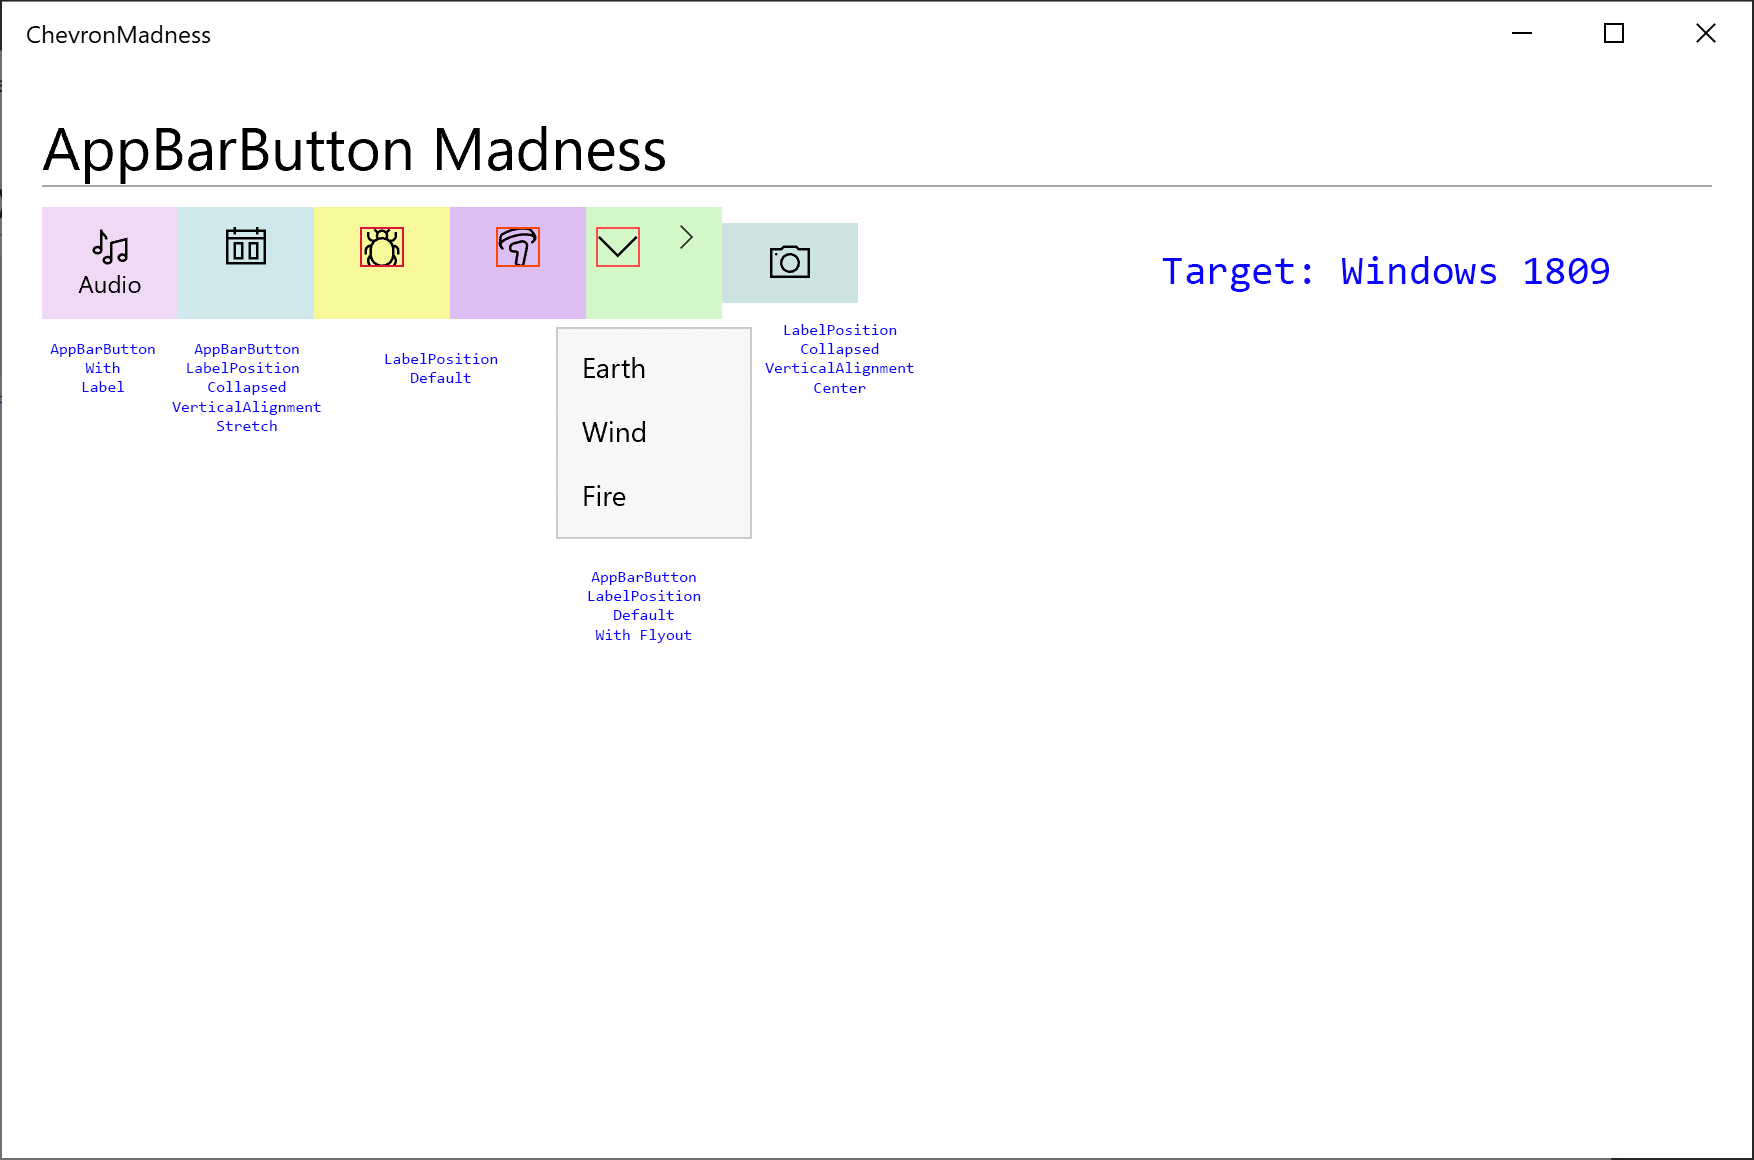 ChevronMadness
AppBarButton Madness
Audio
Target: Windows 1809
AppBarButton
With
Label
AppBarButton
LabelPosition
Collapsed
VerticalAlignment
Stretch
LabelPosition
Default
Earth
Wind
Fire
AppBarButton
LabelPosition
Default
With Flyout
LabelPosition
Collapsed
VerticalAlignment
Center